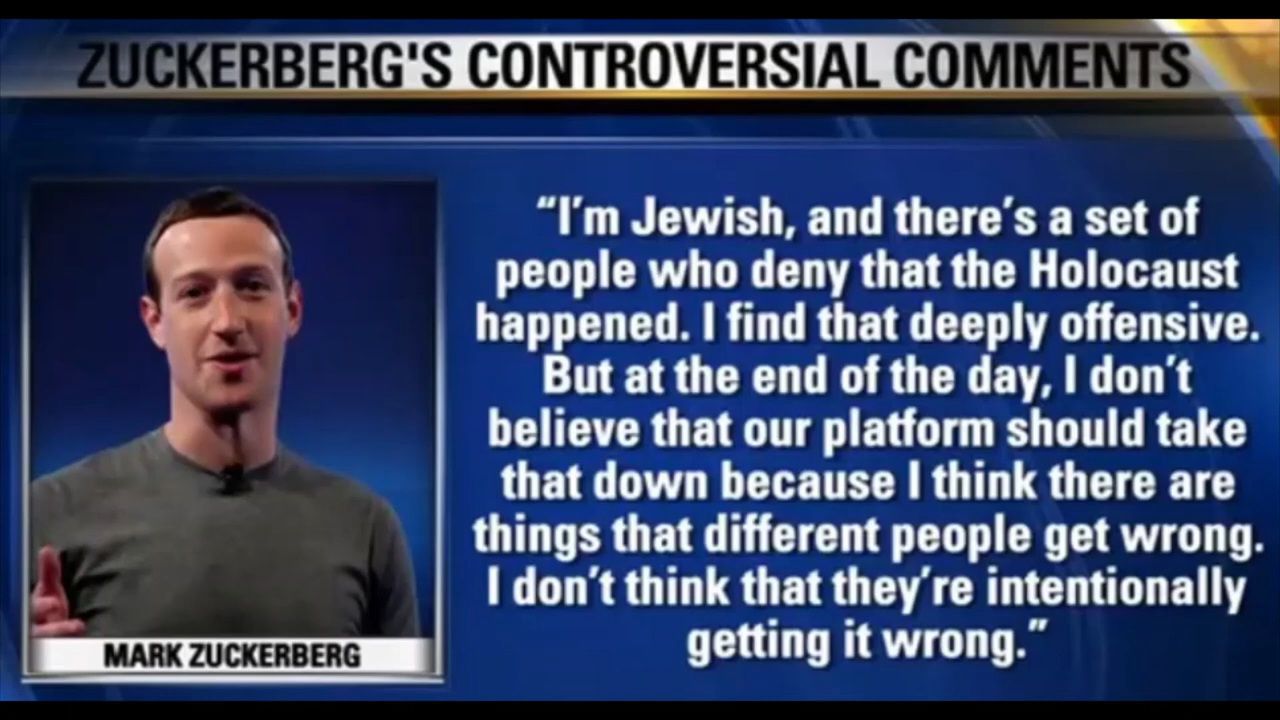 ZUCKERBERG'S CONTROVERSIAL COMMENTS
“I’m Jewish, and there’s a set of
people who deny that the Holocaust
happened. I find that deeply offensive.
But at the end of the day, I don’t
believe that our platform should take
that down because I think there are
things that different people get wrong.
I don’t think that they’re intentionally
getting it wrong.”
MARK ZUCKERBERG